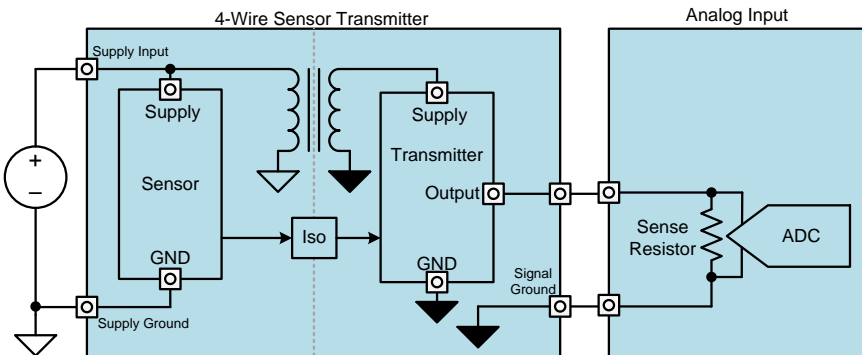 4-Wire Sensor Transmitter
Analog Input
Supply Input
Supply
Sensor
GND
Supply Ground
+
−
Iso
Supply
Transmitter
Output
GND
Signal
Ground
Sense
Resistor
ADC